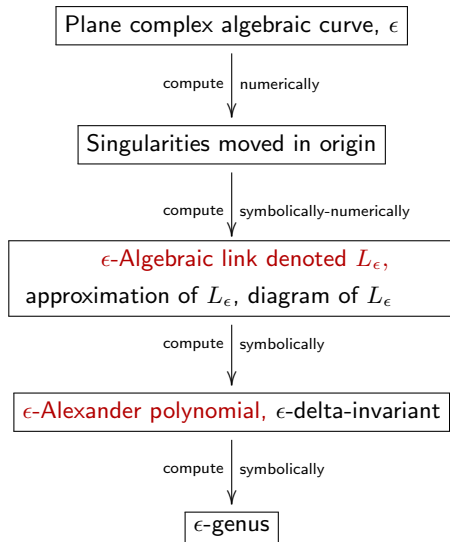 Plane complex algebraic curve, ϵ
compute numerically
Singularities moved in origin
compute symbolically-numerically
ϵ-Algebraic link denoted Lϵ,
approximation of Lϵ, diagram of Lϵ
compute symbolically
ϵ-Alexander polynomial, ϵ-delta-invariant
compute symbolically
ϵ-genus